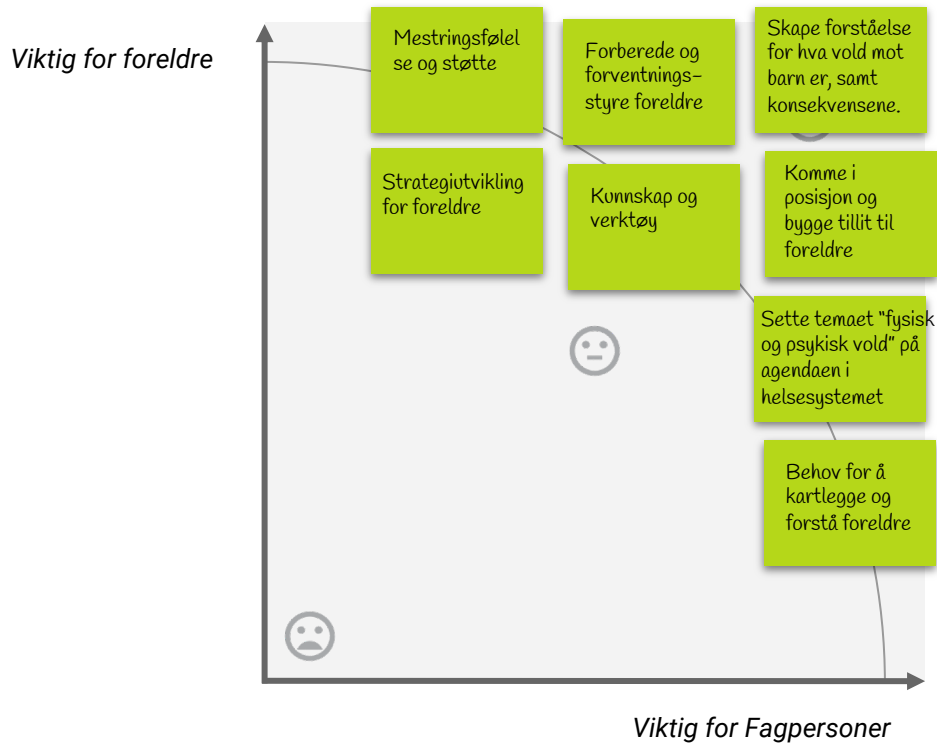 Viktig for foreldre
Mestringsfølel
se og støtte
Forberede og
forventnings-
styre foreldre
Skape forståelse
for hva vold mot
barn er, samt
konsekvensene.
Strategiutvikling
for foreldre
Kunnskap og
verktøy
Komme i
posisjon og
bygge tillit til
foreldre
Sette temaet "fysisk
og psykisk vold" på
agendaen i
helsesystemet
Behov for å
kartlegge og
forstå foreldre
Viktig for Fagpersoner